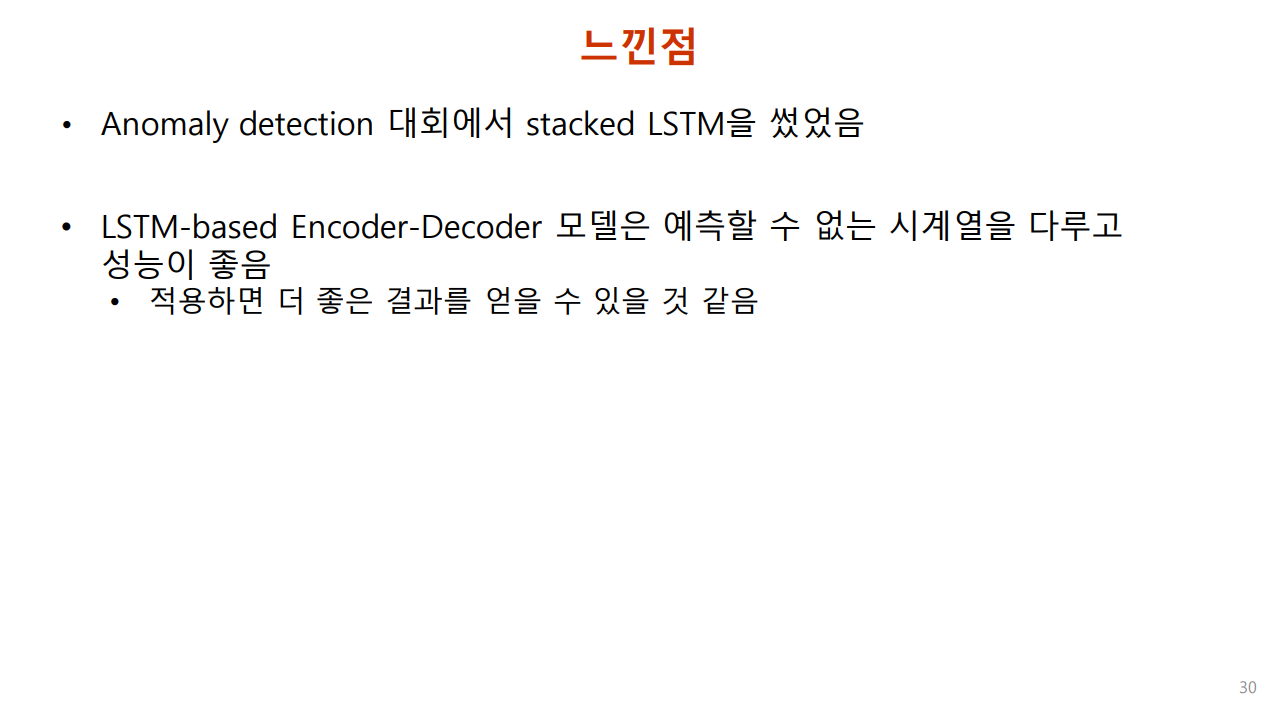 느낀점
• Anomaly detection 대회에서 stacked LSTM을 썼었음
• LSTM-based Encoder-Decoder 모델은 예측할 수 없는 시계열을 다루고
성능이 좋음
• 적용하면 더 좋은 결과를 얻을 수 있을 것 같음
30